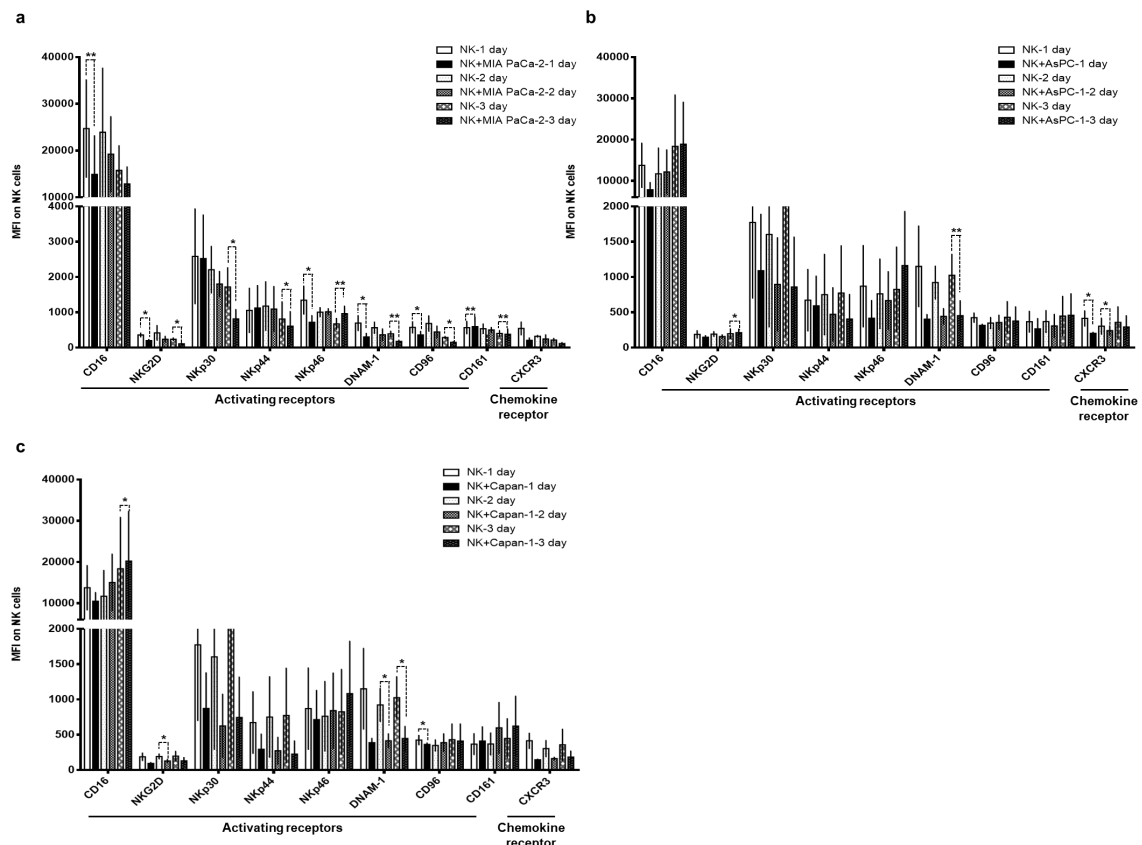 a
MFI on NK cells
40000
30000
20000
10000
4000
3000
2000
1000
0
NK-1 day
NK+MIA PaCa-2-1 day
NK-2 day
NK+MIA PaCa-2-2 day
NK-3 day
NK+MIA PaCa-2-3 day
**
*
*
*
*
*
**
*
**
*
*
**
**
CD16
NKG2D
NKp30
NKp44
NKp46
DNAM-1
CD96
CD161
CXCR3
Activating receptors
Chemokine
receptor
b
MFI on NK cells
40000
30000
20000
10000
2000
1500
1000
500
0
NK-1 day
NK+AsPC-1 day
NK-2 day
NK+AsPC-1-2 day
NK-3 day
NK+AsPC-1-3 day
*
**
*
*
CD16
NKG2D
NKp30
NKp44
NKp46
DNAM-1
CD96
CD161
CXCR3
Activating receptors
Chemokine
receptor
c
MFI on NK cells
40000
30000
20000
10000
2000
1500
1000
500
0
NK-1 day
NK+Capan-1 day
NK-2 day
NK+Capan-1-2 day
NK-3 day
NK+Capan-1-3 day
*
*
*
*
*
CD16
NKG2D
NKp30
NKp44
NKp46
DNAM-1
CD96
CD161
CXCR3
Activating receptors
Chemokine
receptor